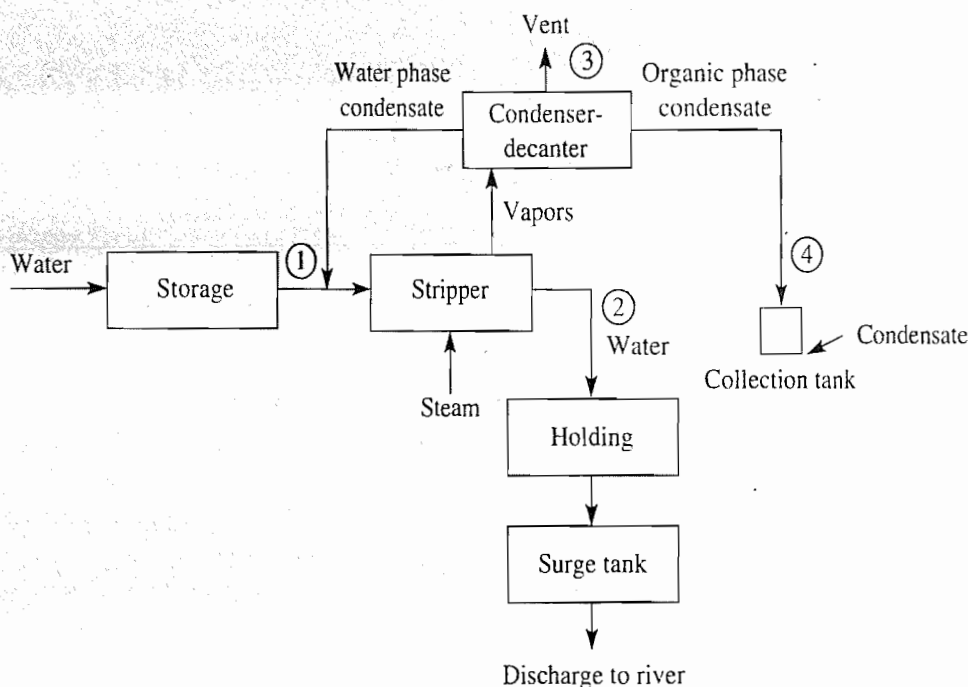 Vent
③
Water phase
condensate
Condenser-
decanter
Organic phase
condensate
Vapors
Water
①
Storage
Stripper
④
②
Water
Condensate
Collection tank
Steam
Holding
Surge tank
Discharge to river